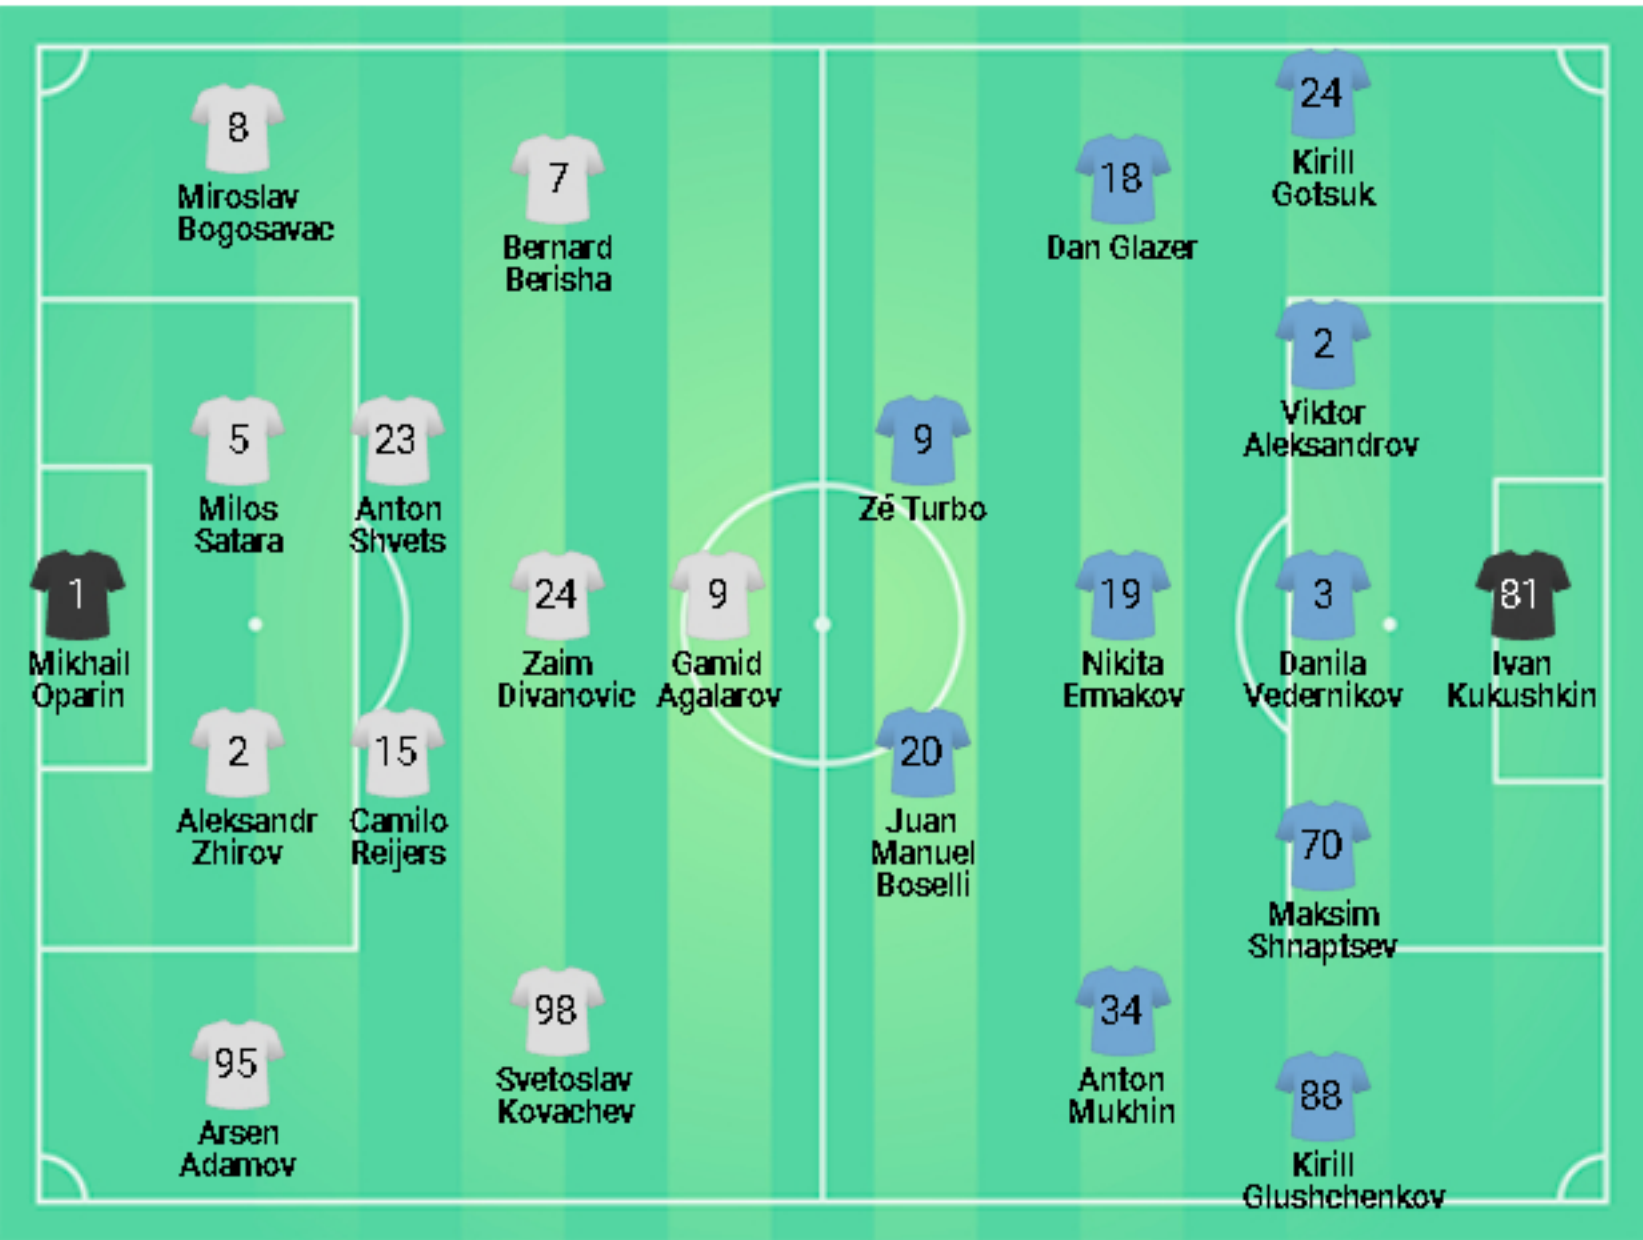 8
Miroslav
Bogosavac
7
Bernard
Berisha
5
Milos
Satara
23
Anton
Shvets
1
Mikhail
Oparin
24
Zaim
Divanovic
9
Gamid
Agalarov
2
Aleksandr
Zhirov
15
Camilo
Reijers
95
Arsen
Adamov
98
Svetoslav
Kovachev
24
Kirill
Gotsuk
18
Dan Glazer
2
Viktor
Aleksandrov
9
Zé Turbo
19
Nikita
Ermakov
3
Danila
Vedernikov
81
Ivan
Kukushkin
20
Juan
Manuel
Boselli
70
Maksim
Shnaptsev
34
Anton
Mukhin
88
Kirill
Glushchenkov